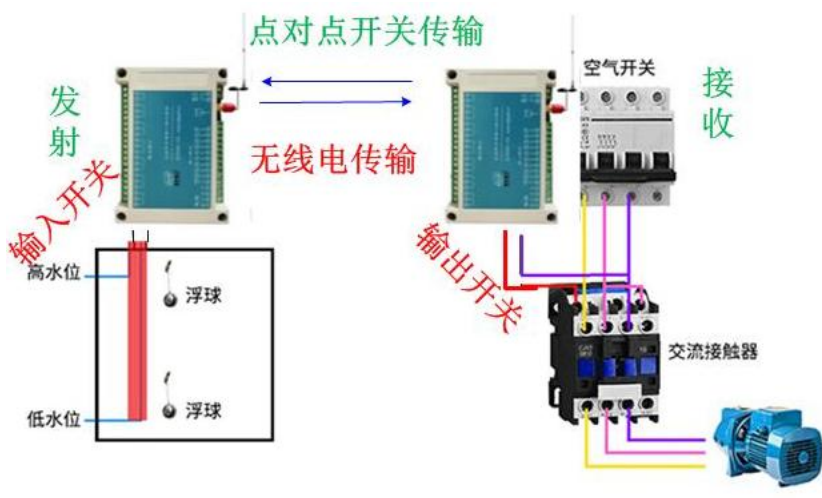 点对点开关传输
空气开关
发射
接收
无线电传输
输入开关
输出开关
高水位
浮球
交流接触器
低水位
浮球